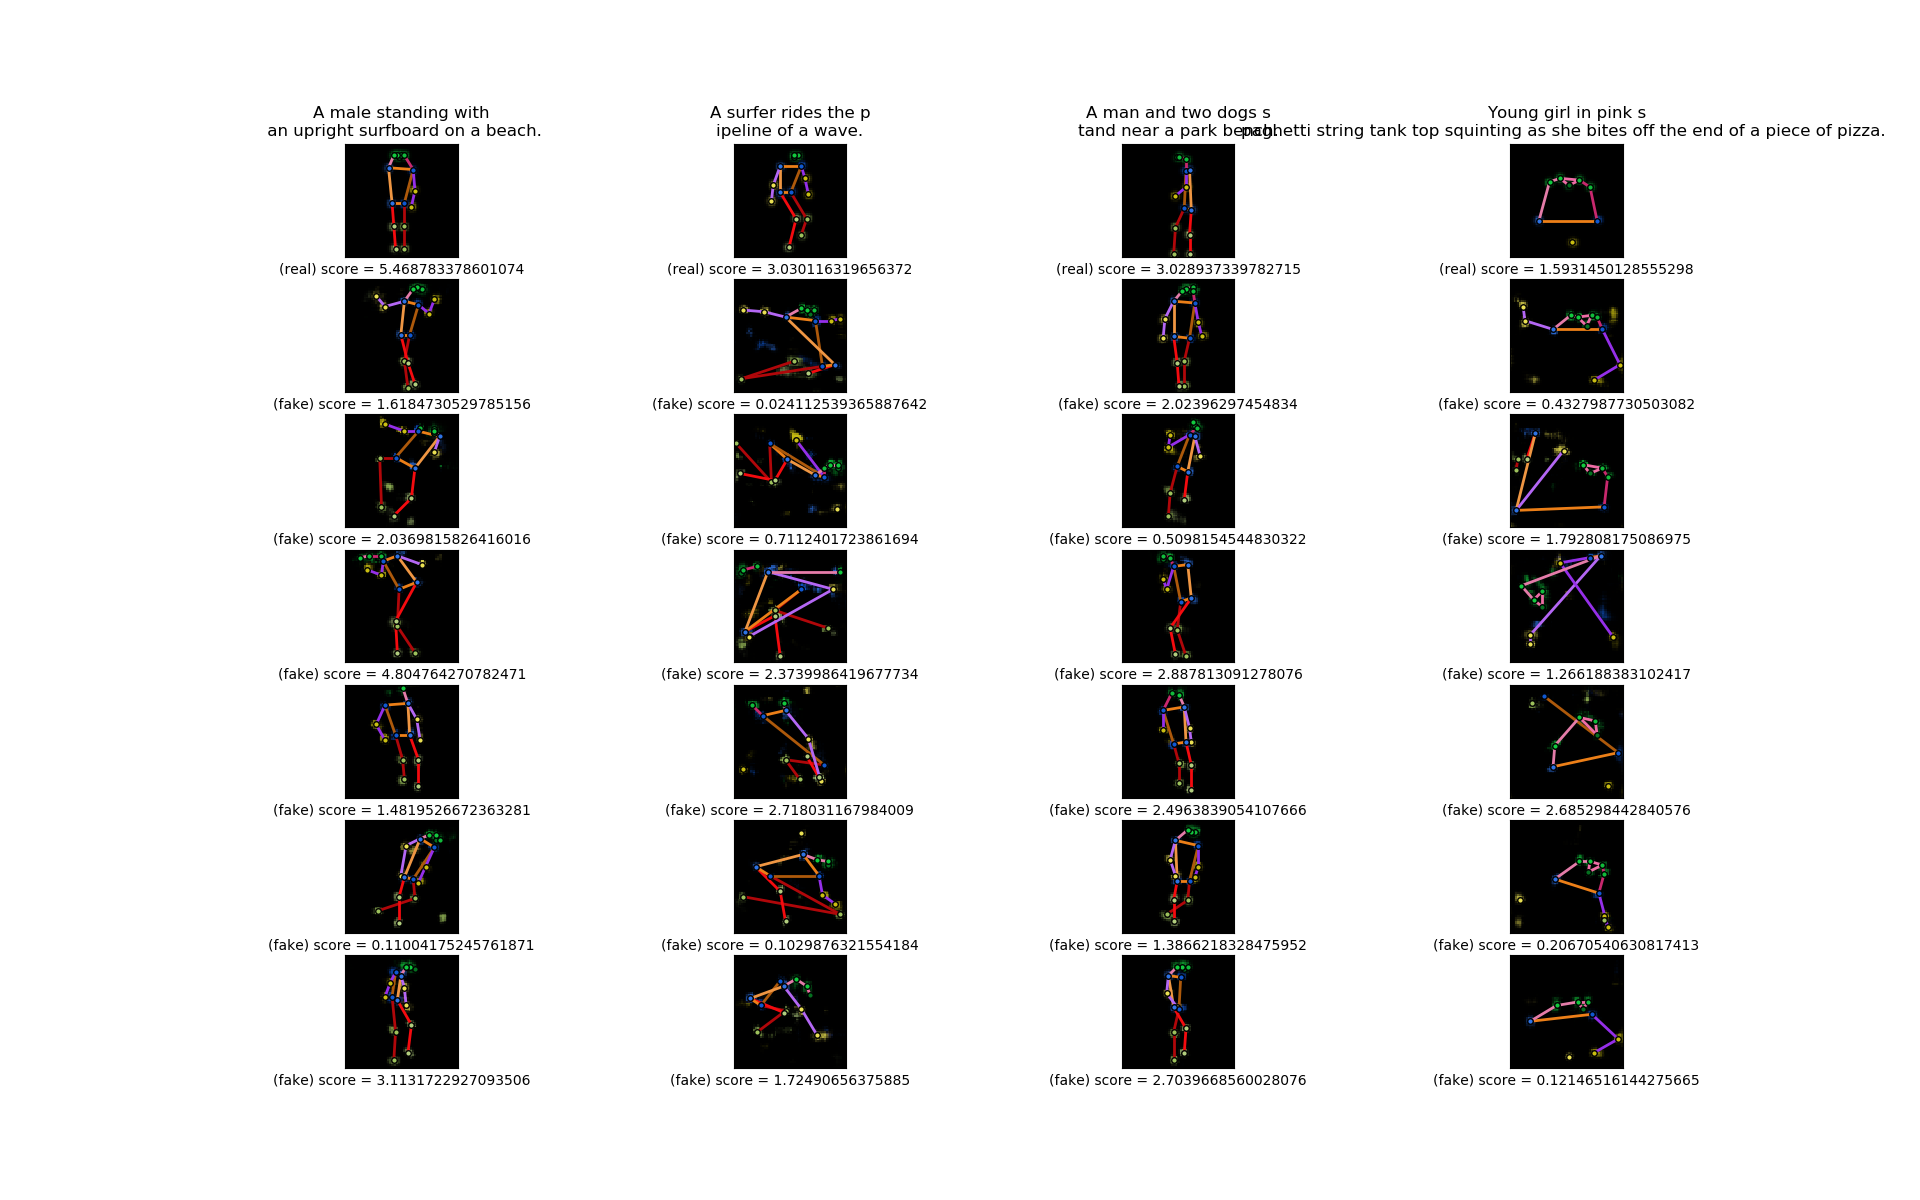 A male standing with
an upright surfboard on a beach.
A surfer rides the p
ipeline of a wave.
A man and two dogs s
tand near a park bench.
Young girl in pink s
paghetti string tank top squinting as she bites off the end of a piece of pizza.
(real) score = 5.468783378601074
(real) score = 3.030116319656372
(real) score = 3.028937339782715
(real) score = 1.5931450128555298
(fake) score = 1.6184730529785156
(fake) score = 0.024112539365887642
(fake) score = 2.02396297454834
(fake) score = 0.4327987730503082
(fake) score = 2.0369815826416016
(fake) score = 0.7112401723861694
(fake) score = 0.5098154544830322
(fake) score = 1.792808175086975
(fake) score = 4.804764270782471
(fake) score = 2.3739986419677734
(fake) score = 2.887813091278076
(fake) score = 1.266188383102417
(fake) score = 1.4819526672363281
(fake) score = 2.718031167984009
(fake) score = 2.4963839054107666
(fake) score = 2.685298442840576
(fake) score = 0.11004175245761871
(fake) score = 0.1029876321554184
(fake) score = 1.3866218328475952
(fake) score = 0.20670540630817413
(fake) score = 3.1131722927093506
(fake) score = 1.72490656375885
(fake) score = 2.7039668560028076
(fake) score = 0.12146516144275665